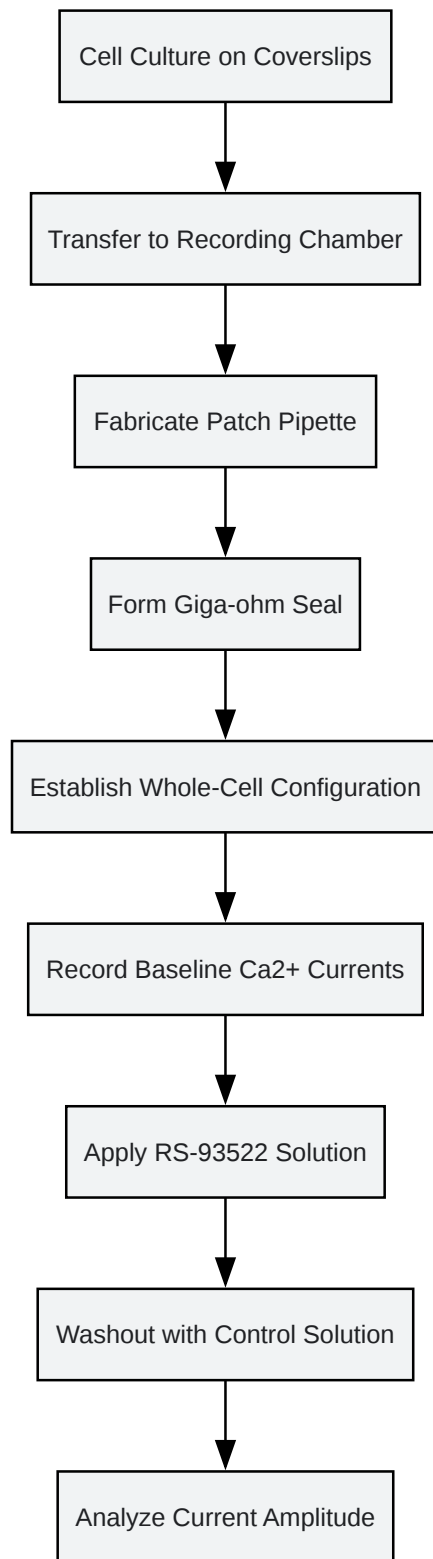 Cell Culture on Coverslips
Transfer to Recording Chamber
Fabricate Patch Pipette
Form Giga-ohm Seal
Establish Whole-Cell Configuration
Record Baseline Ca2+ Currents
Apply RS-93522 Solution
Washout with Control Solution
Analyze Current Amplitude